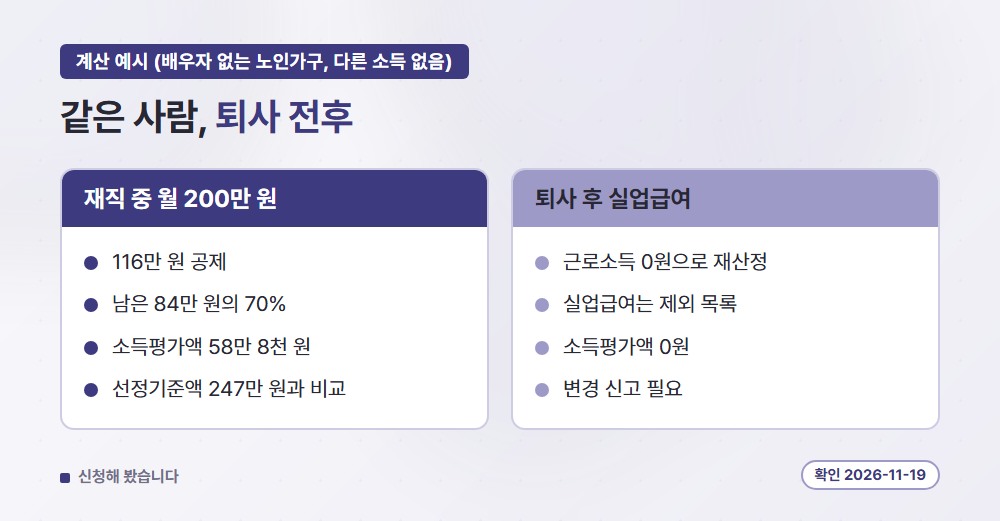 계산 예시 (배우자 없는 노인가구, 다른 소득 없음)
같은 사람, 퇴사 전후
재직 중 월 200만 원
116만 원 공제
남은 84만 원의 70%
소득평가액 58만 8천 원
선정기준액 247만 원과 비교
퇴사 후 실업급여
근로소득 0원으로 재산정
실업급여는 제외 목록
소득평가액 0원
변경 신고 필요
신청해 봤습니다
확인 2026-11-19